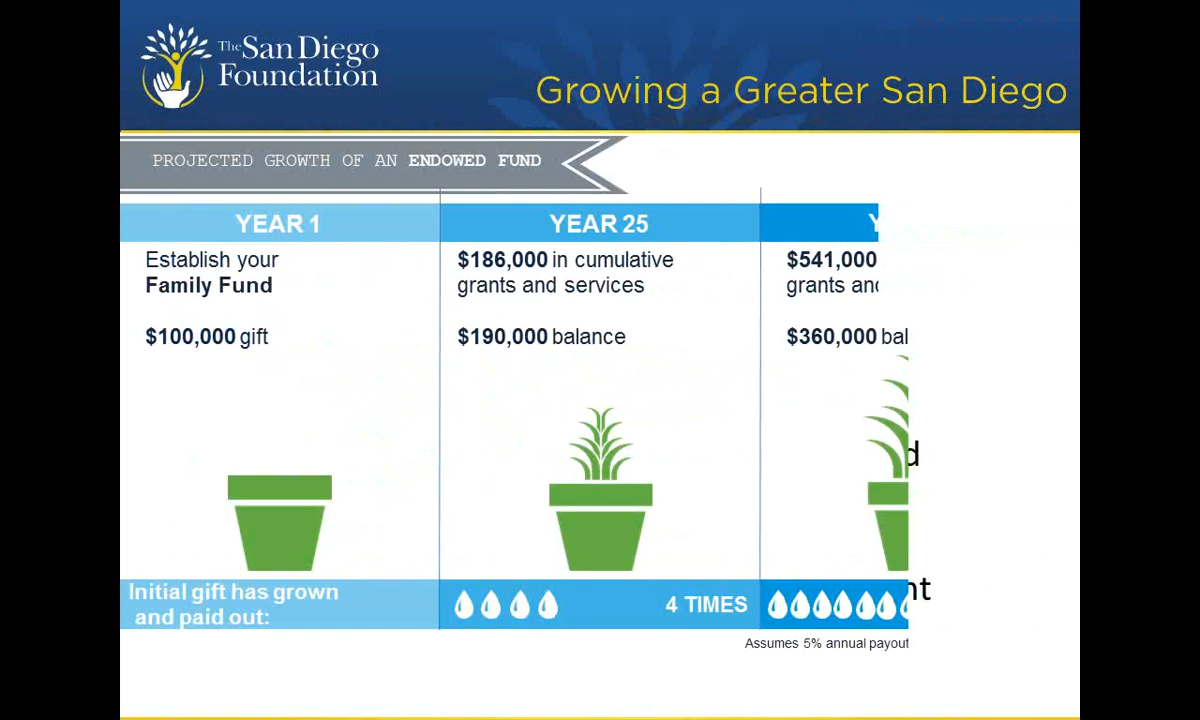 The San Diego
Foundation
Growing a Greater San Diego
PROJECTED GROWTH OF AN ENDOWED FUND
YEAR 1
Establish your
Family Fund
$100,000 gift
YEAR 25
$186,000 in cumulative
grants and services
$190,000 balance
$541,000
grants
$360,000
Initial gift has grown
and paid out:
4 TIMES
Assumes 5% annual payout